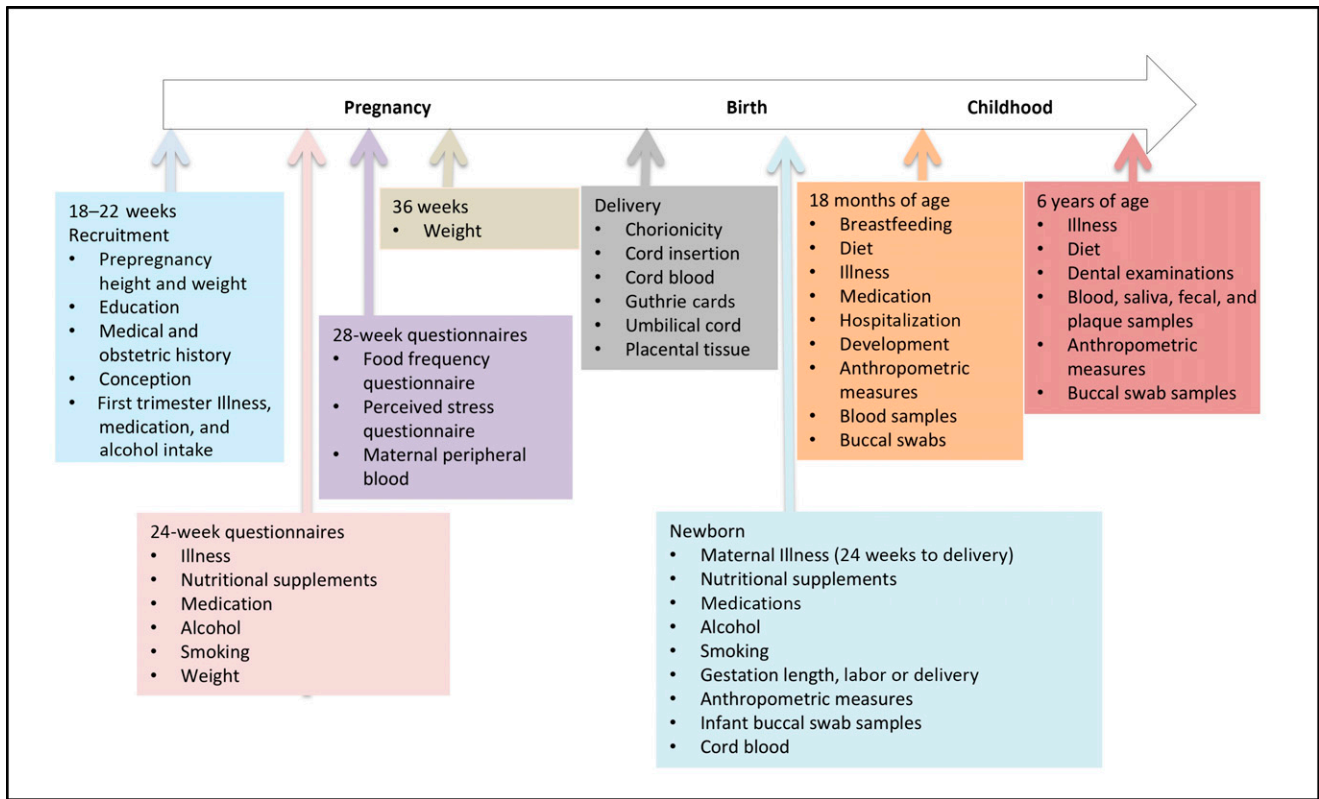 Pregnancy
Birth
Childhood
18–22 weeks
Recruitment
• Prepregnancy
height and weight
• Education
• Medical and
obstetric history
• Conception
• First trimester Illness,
medication, and
alcohol intake
24-week questionnaires
• Illness
• Nutritional supplements
• Medication
• Alcohol
• Smoking
• Weight
28-week questionnaires
• Food frequency
questionnaire
• Perceived stress
questionnaire
• Maternal peripheral
blood
36 weeks
• Weight
Delivery
• Chorionicity
• Cord insertion
• Cord blood
• Guthrie cards
• Umbilical cord
• Placental tissue
Newborn
• Maternal Illness (24 weeks to delivery)
• Nutritional supplements
• Medications
• Alcohol
• Smoking
• Gestation length, labor or delivery
• Anthropometric measures
• Infant buccal swab samples
• Cord blood
18 months of age
• Breastfeeding
• Diet
• Illness
• Medication
• Hospitalization
• Development
• Anthropometric
measures
• Blood samples
• Buccal swabs
6 years of age
• Illness
• Diet
• Dental examinations
• Blood, saliva, fecal, and
plaque samples
• Anthropometric
measures
• Buccal swab samples